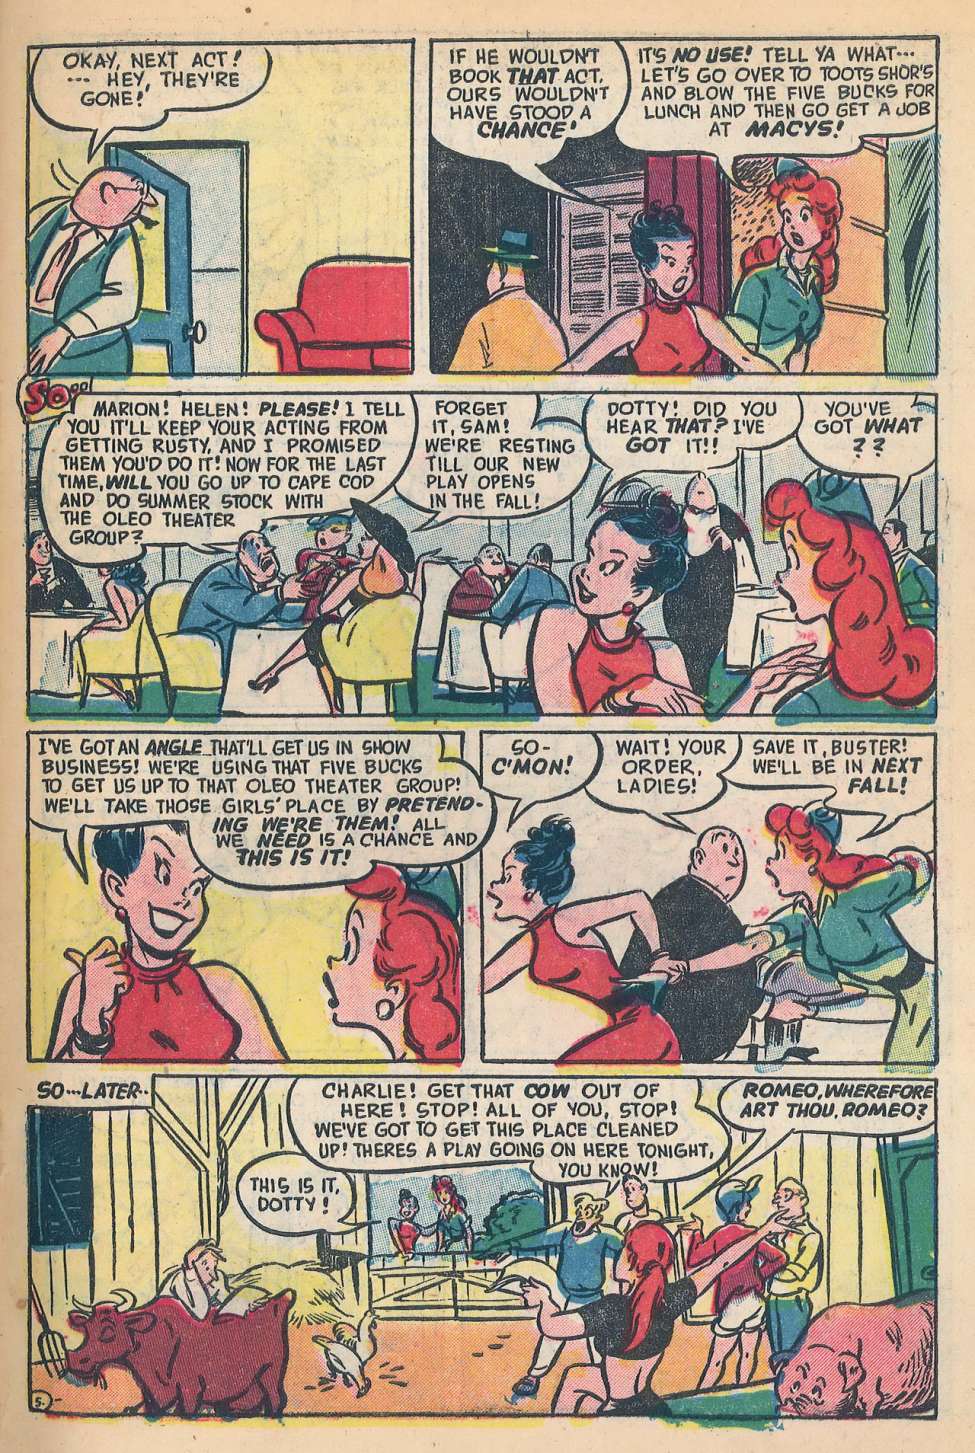 OKAY, NEXT ACT!
... HEY, THEY'RE
GONE!
IF HE WOULDN'T
BOOK THAT ACT,
OURS WOULDN'T
HAVE STOOD A
CHANCE!
IT'S NO USE! TELL YA WHAT...
LET'S GO OVER TO TOOTS SHOR'S
AND BLOW THE FIVE BUCKS FOR
LUNCH AND THEN GO GET A JOB
AT MACYS!
SOOO!
MARION! HELEN! PLEASE! I TELL
YOU IT'LL KEEP YOUR ACTING FROM
GETTING RUSTY, AND I PROMISED
THEM YOU'D DO IT! NOW FOR THE LAST
TIME, WILL YOU GO UP TO CAPE COD
AND DO SUMMER STOCK WITH
THE OLEO THEATER
GROUP?
FORGET
IT, SAM!
WE'RE RESTING
TILL OUR NEW
PLAY OPENS
IN THE FALL!
DOTTY! DID YOU
HEAR THAT? I'VE
GOT IT!!
YOU'VE
GOT WHAT
??
I'VE GOT AN ANGLE THAT'LL GET US IN SHOW
BUSINESS! WE'RE USING THAT FIVE BUCKS
TO GET US UP TO THAT OLEO THEATER GROUP!
WE'LL TAKE THOSE GIRLS' PLACE BY PRETEND-
ING WE'RE THEM! ALL
WE NEED IS A CHANCE AND
THIS IS IT!
SO-
C'MON!
WAIT! YOUR
ORDER,
LADIES!
SAVE IT, BUSTER!
WE'LL BE IN NEXT
FALL!
SO...LATER..
CHARLIE! GET THAT COW OUT OF
HERE! STOP! ALL OF YOU, STOP!
WE'VE GOT TO GET THIS PLACE CLEANED
UP! THERES A PLAY GOING ON HERE TONIGHT,
YOU KNOW!
ROMEO, WHEREFORE
ART THOU, ROMEO?
THIS IS IT,
DOTTY!
5.